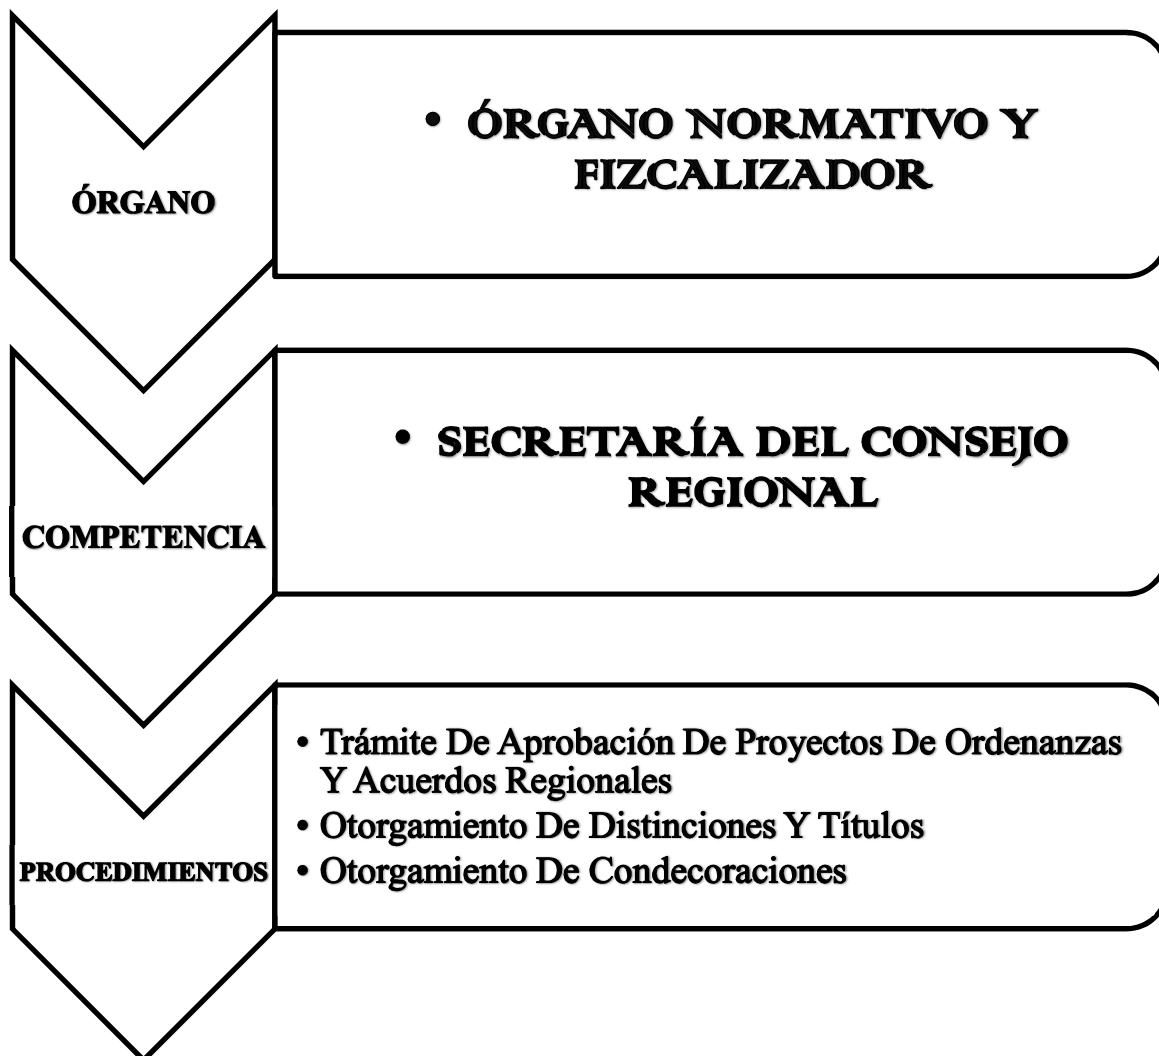 ÓRGANO
• ÓRGANO NORMATIVO Y
FIZCALIZADOR
COMPETENCIA
• SECRETARÍA DEL CONSEJO
REGIONAL
PROCEDIMIENTOS
• Trámite De Aprobación De Proyectos De Ordenanzas
Y Acuerdos Regionales
• Otorgamiento De Distinciones Y Títulos
• Otorgamiento De Condecoraciones